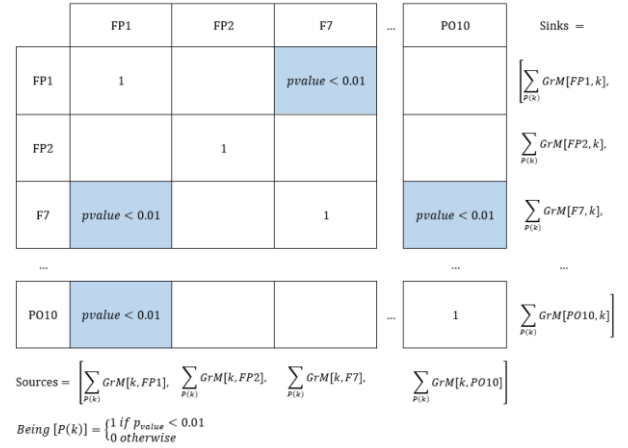 FP1 FP2 F7 ... PO10 Sinks =
FP1 1 pvalue < 0.01 [∑P(k) GrM[FP1, k],
FP2 1 ∑P(k) GrM[FP2, k],
F7 pvalue < 0.01 1 pvalue < 0.01 ∑P(k) GrM[F7, k],
... ... ...
PO10 pvalue < 0.01 ... 1 ∑P(k) GrM[PO10, k]]
Sources = [∑P(k) GrM[k, FP1], ∑P(k) GrM[k, FP2], ∑P(k) GrM[k, F7], ∑P(k) GrM[k, PO10]]
Being [P(k)] = {1 if pvalue < 0.01
0 otherwise